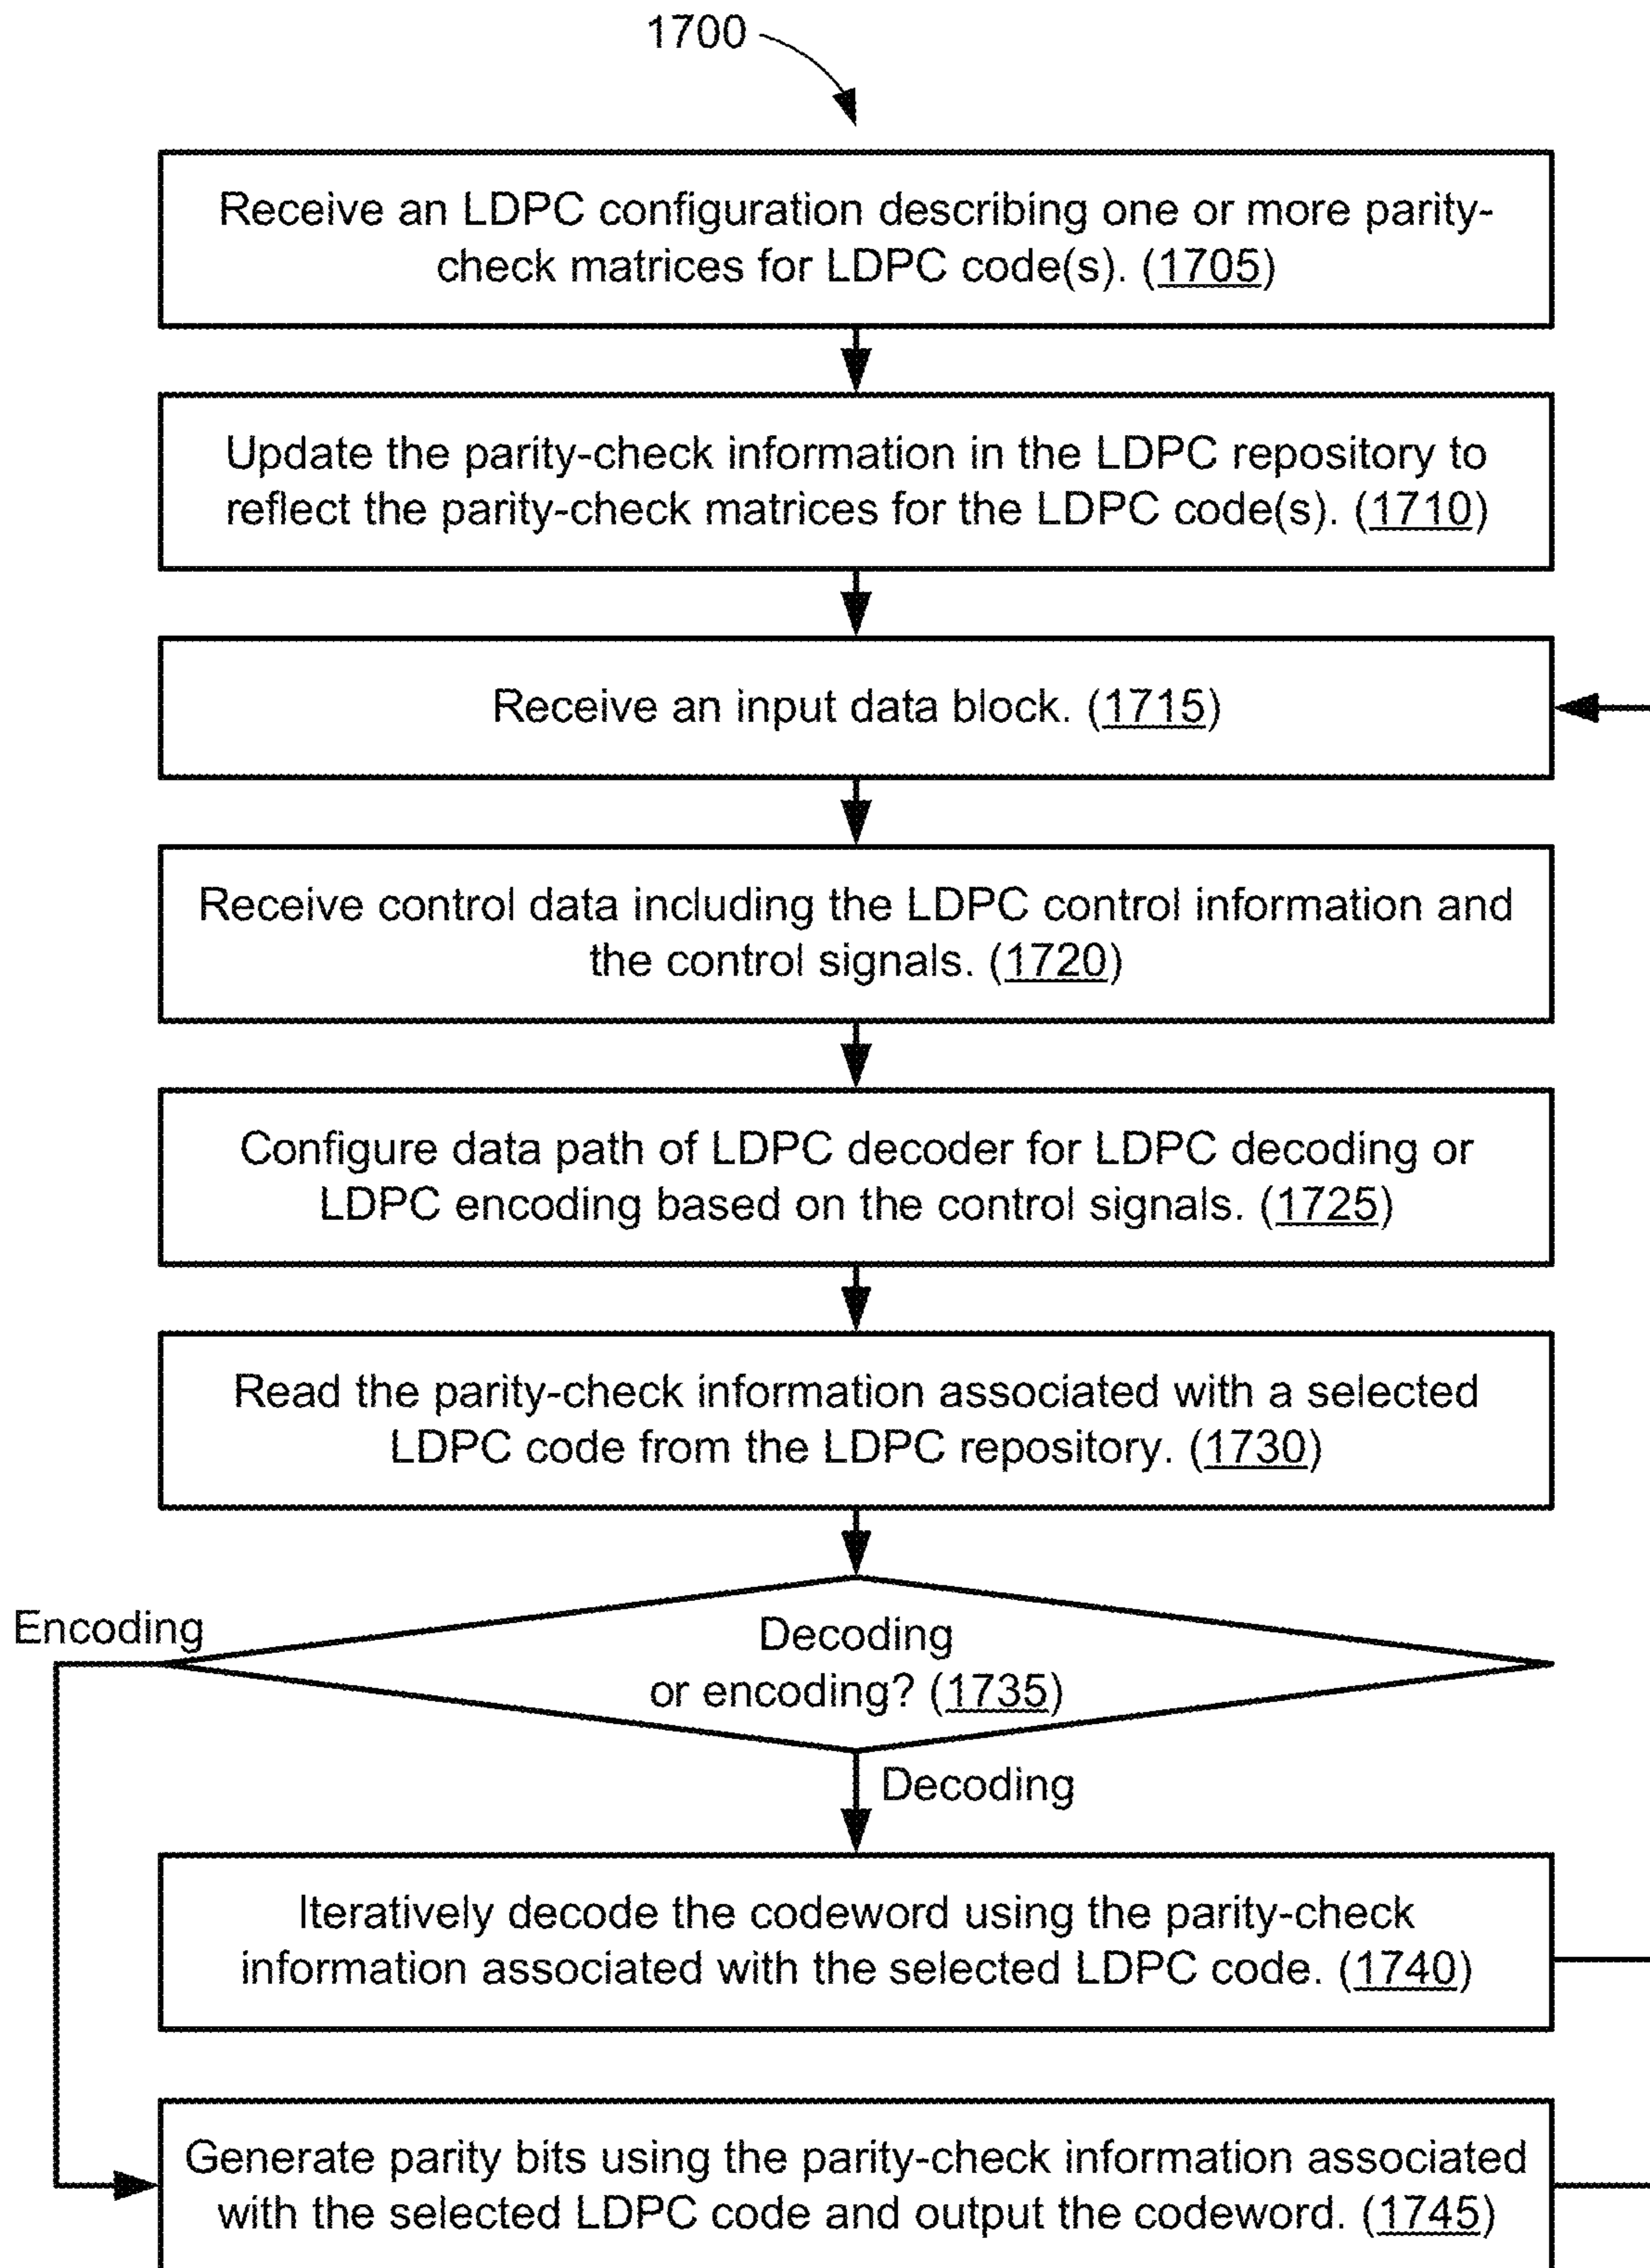 1700
Receive an LDPC configuration describing one or more parity-
check matrices for LDPC code(s). (1705)
Update the parity-check information in the LDPC repository to
reflect the parity-check matrices for the LDPC code(s). (1710)
Receive an input data block. (1715)
Receive control data including the LDPC control information and
the control signals. (1720)
Configure data path of LDPC decoder for LDPC decoding or
LDPC encoding based on the control signals. (1725)
Read the parity-check information associated with a selected
LDPC code from the LDPC repository. (1730)
Encoding
Decoding
or encoding? (1735)
Decoding
Iteratively decode the codeword using the parity-check
information associated with the selected LDPC code. (1740)
Generate parity bits using the parity-check information associated
with the selected LDPC code and output the codeword. (1745)